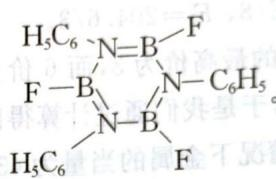 H₅C₆ N=B F
F—B N—C₆H₅。
H₅C₆ N—B F